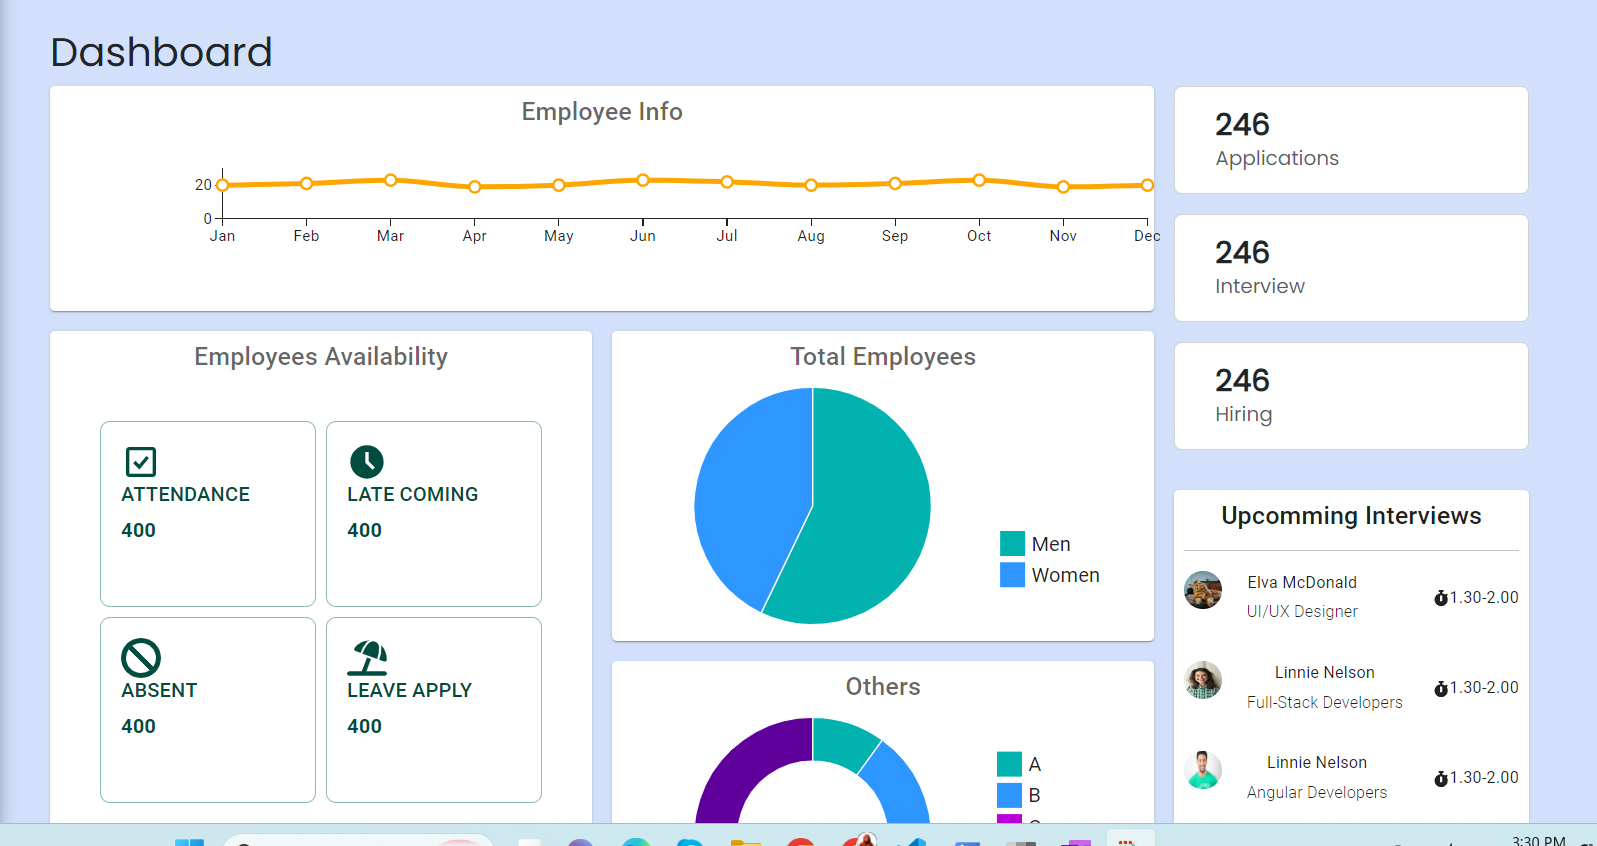 Dashboard
Employee Info
20
0
Jan Feb Mar Apr May Jun Jul Aug Sep Oct Nov Dec
246
Applications
246
Interview
246
Hiring
Employees Availability
ATTENDANCE
400
LATE COMING
400
ABSENT
400
LEAVE APPLY
400
Total Employees
Men
Women
Others
A
B
Upcomming Interviews
Elva McDonald
UI/UX Designer
1.30-2.00
Linnie Nelson
Full-Stack Developers
1.30-2.00
Linnie Nelson
Angular Developers
1.30-2.00
3:30 PM